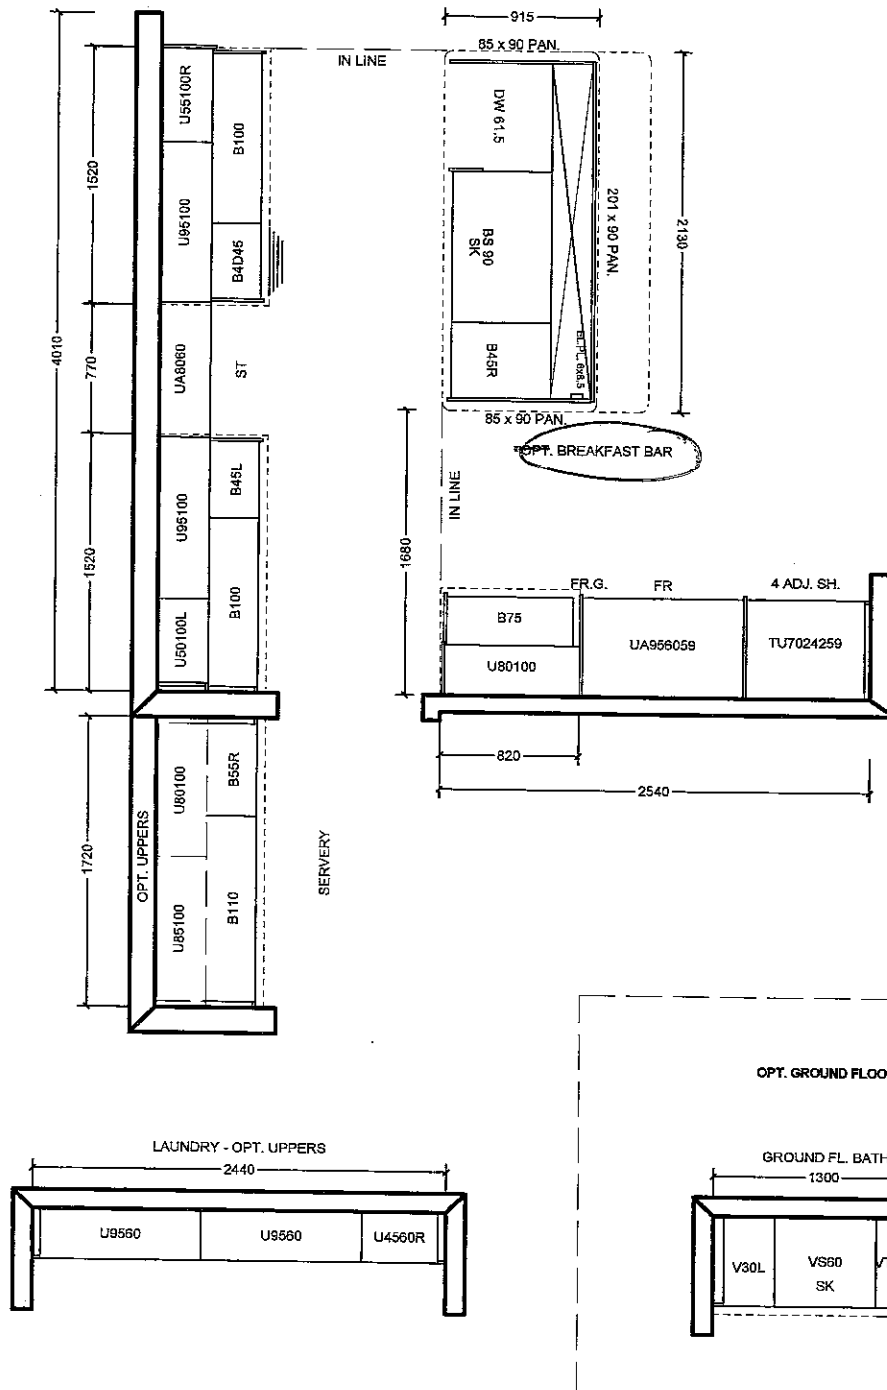 915
85 x 90 PAN.
IN LINE
U55100R
B100
DW 61.5
1520
U95100
201 x 90 PAN.
2130
BS 90
SK
B4D45
4010
770
UA8060
ST
B45R
EL.PL. 6x8.5
85 x 90 PAN.
OPT. BREAKFAST BAR
B45L
U95100
IN LINE
1520
1680
B100
U50100L
FR.G.
FR
4 ADJ. SH.
B75
U80100
UA956059
TU7024259
820
2540
U80100
B55R
OPT. UPPERS
1720
SERVERY
U85100
B110
OPT. GROUND FLOO
LAUNDRY - OPT. UPPERS
2440
U9560
U9560
U4560R
GROUND FL. BATH
1300
V30L
VS60
SK